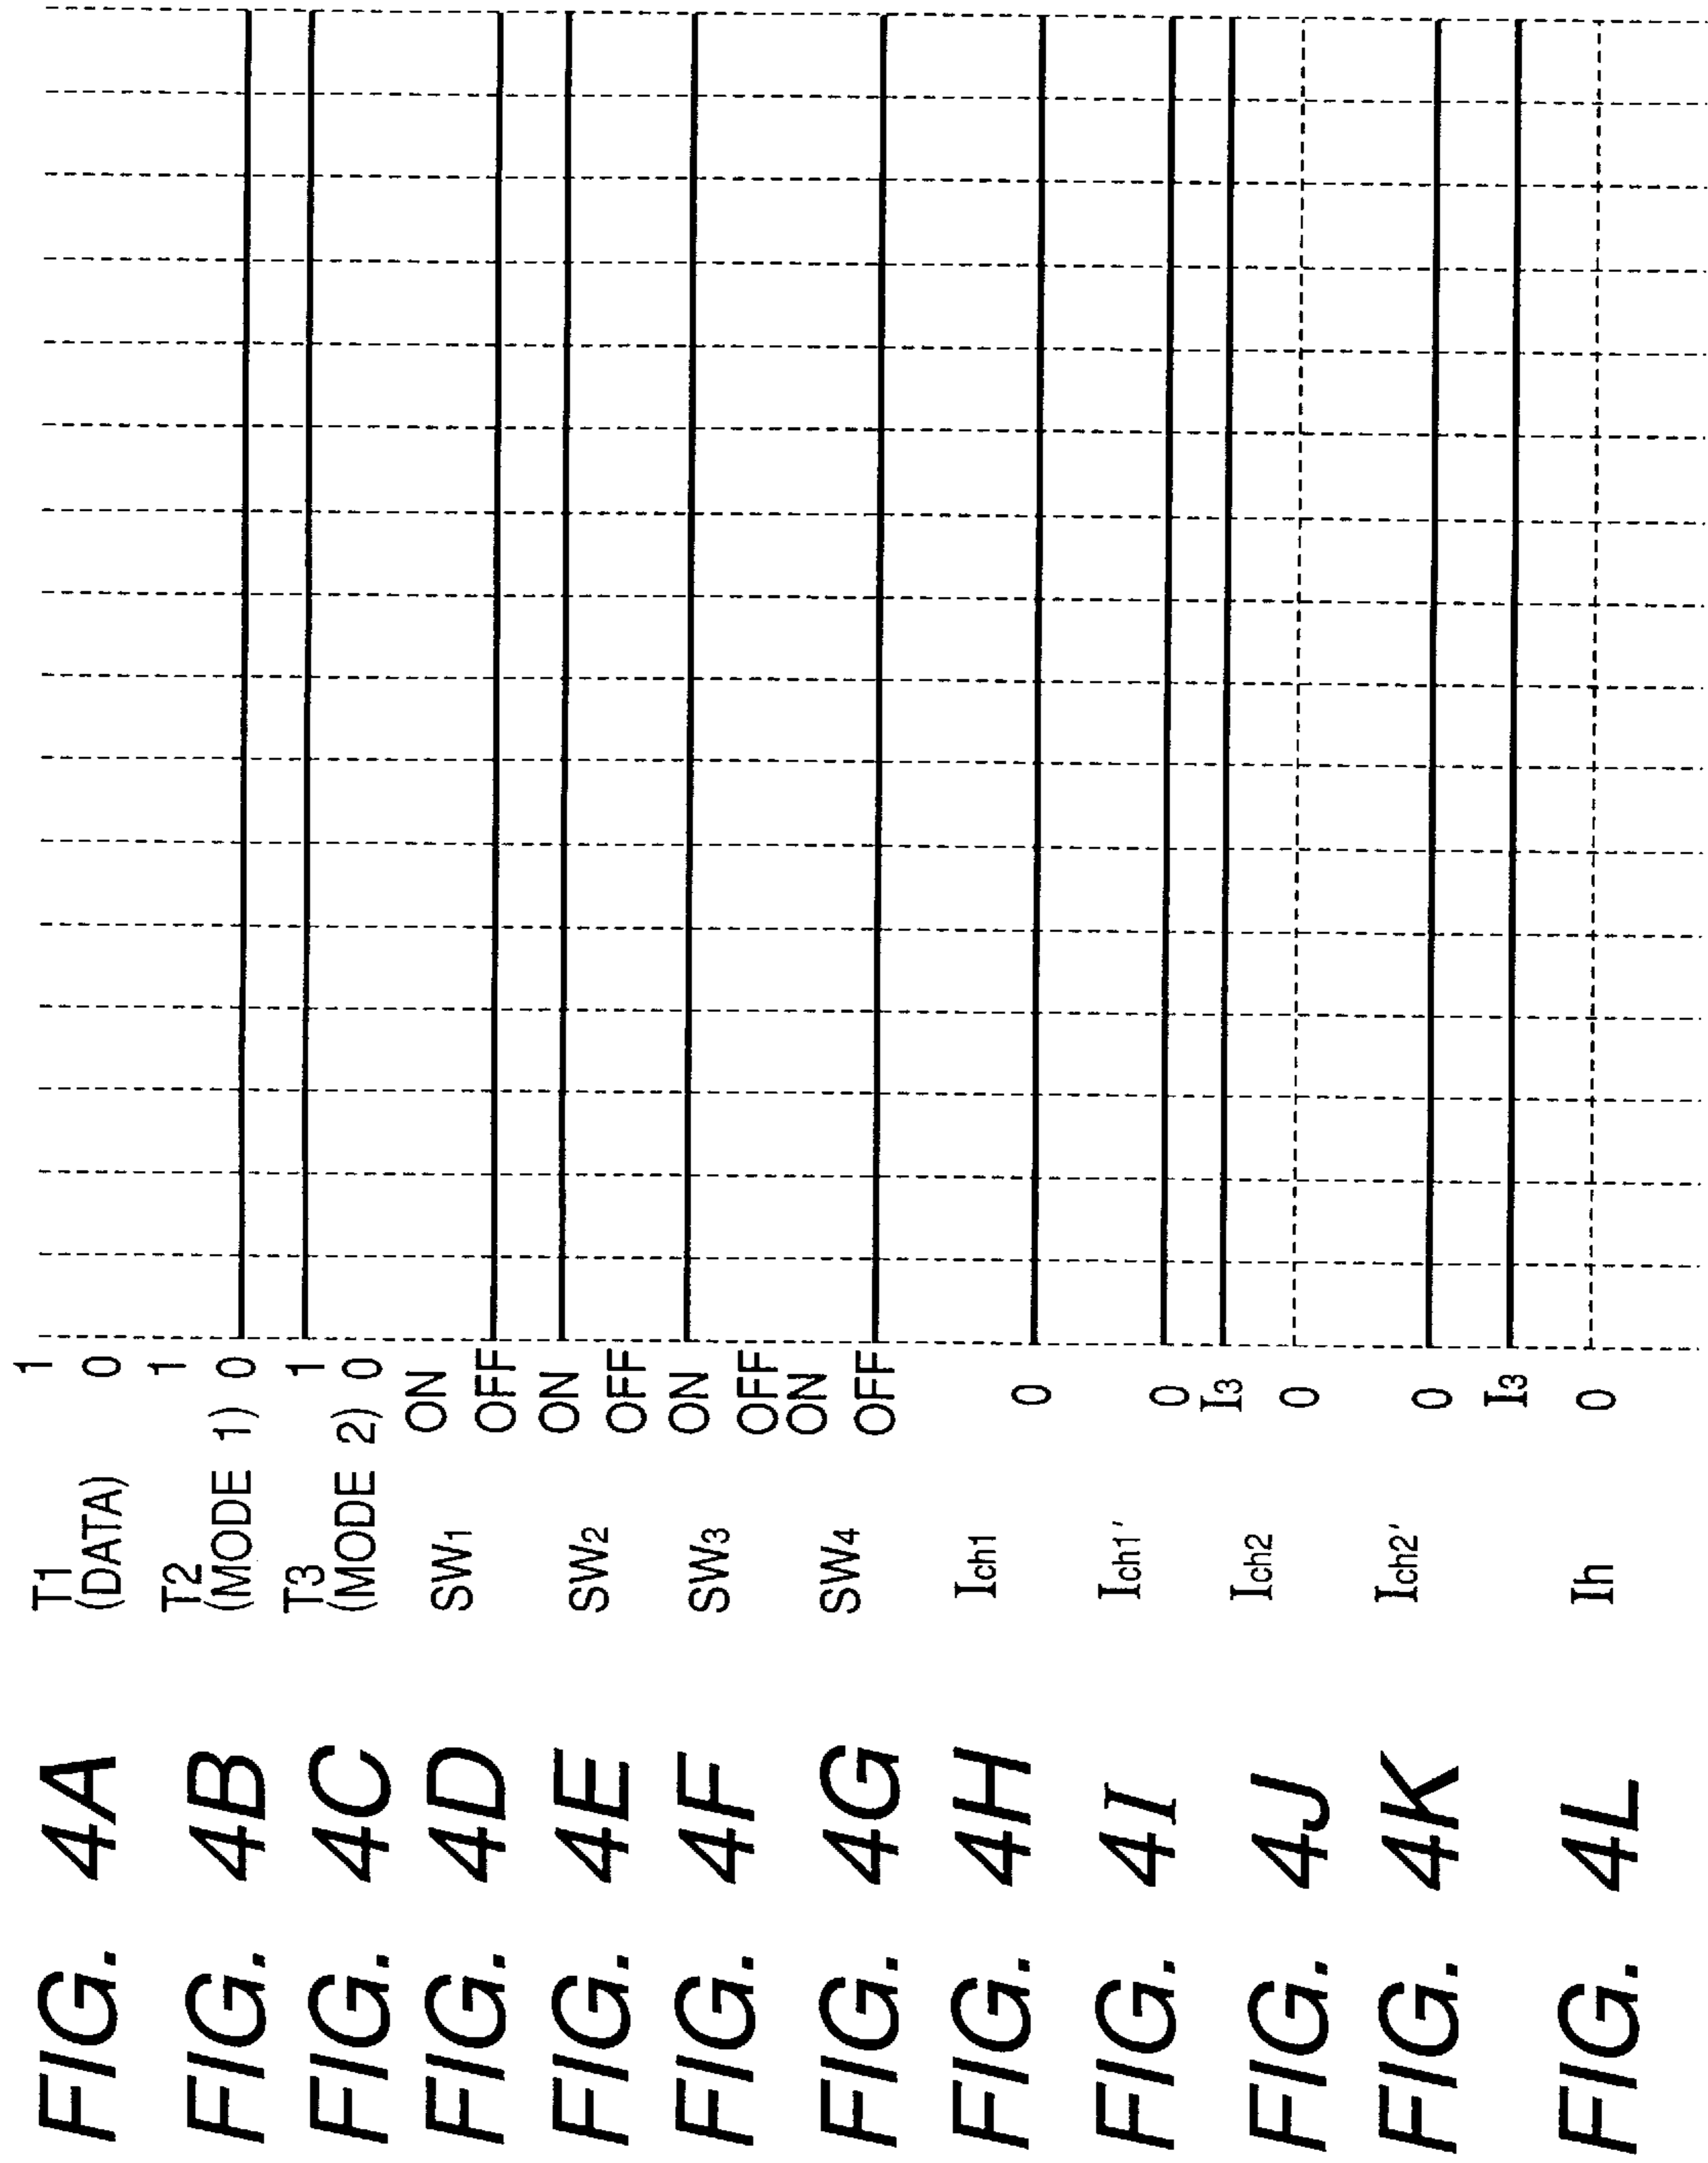 FIG. 4A T1 (DATA) 1 0
FIG. 4B T2 (MODE 1) 1 0
FIG. 4C T3 (MODE 2) 1 0
FIG. 4D SW1 ON OFF
FIG. 4E SW2 ON OFF
FIG. 4F SW3 ON OFF
FIG. 4G SW4 ON OFF
FIG. 4H Ich1 0
FIG. 4I Ich1' 0
FIG. 4J Ich2 I3 0
FIG. 4K Ich2' 0
FIG. 4L Ih I3 0